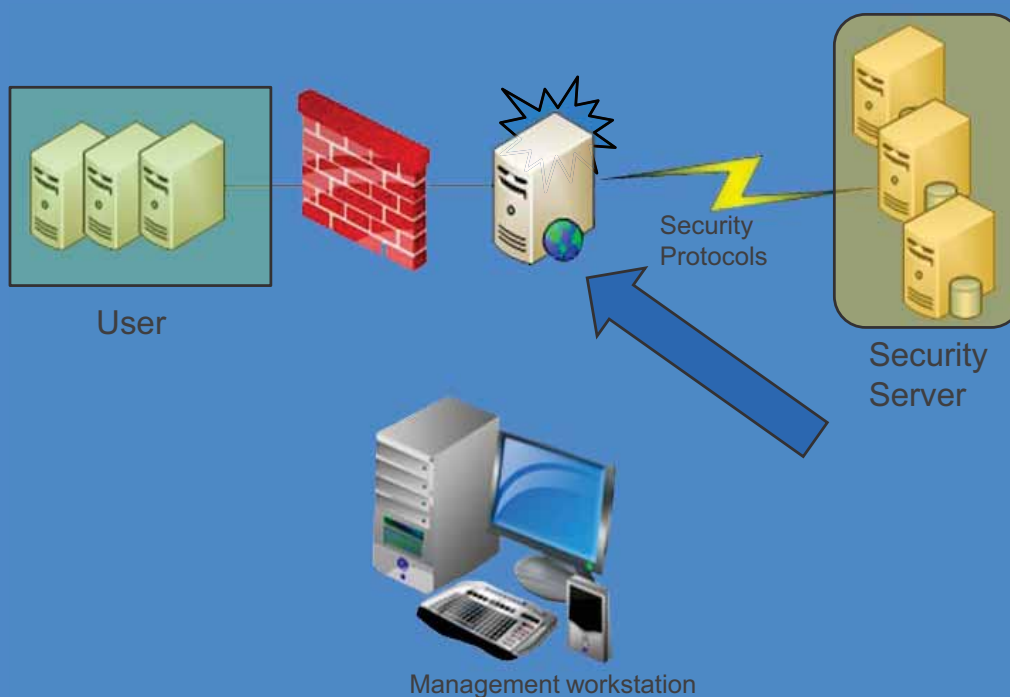 Security
Protocols
User
Security
Server
Management workstation